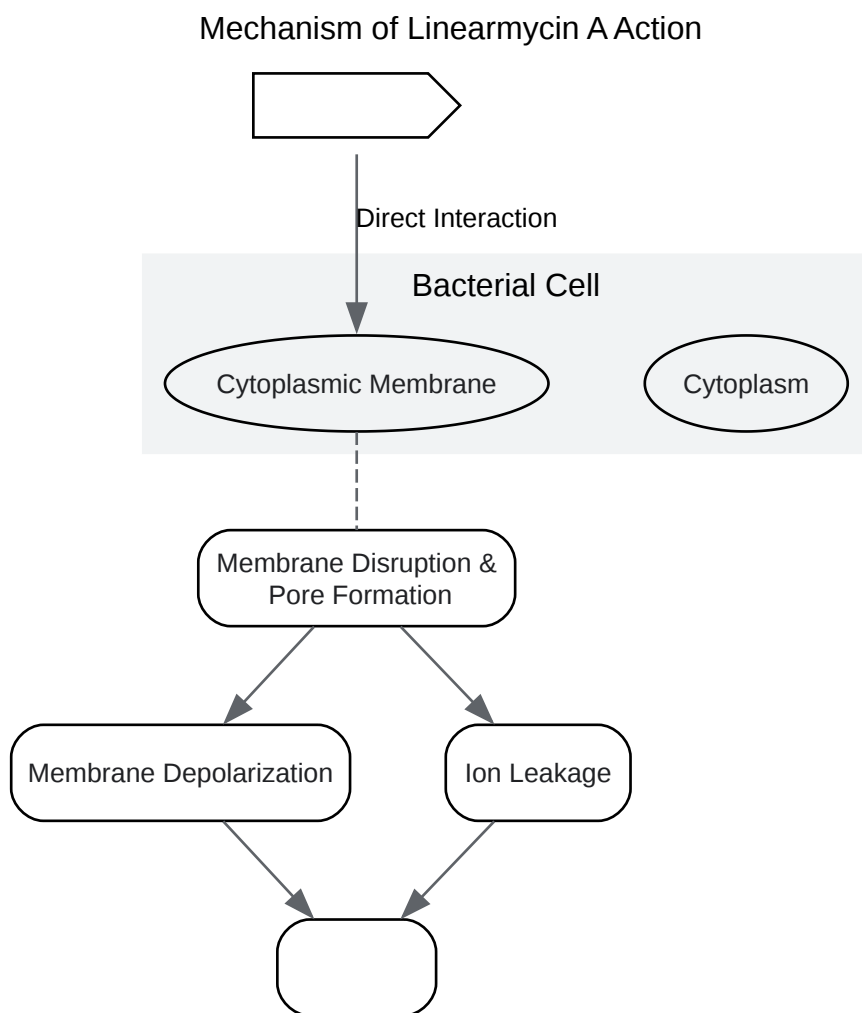 Mechanism of Linearmycin A Action
Direct Interaction
Bacterial Cell
Cytoplasmic Membrane
Cytoplasm
Membrane Disruption &
Pore Formation
Membrane Depolarization
Ion Leakage